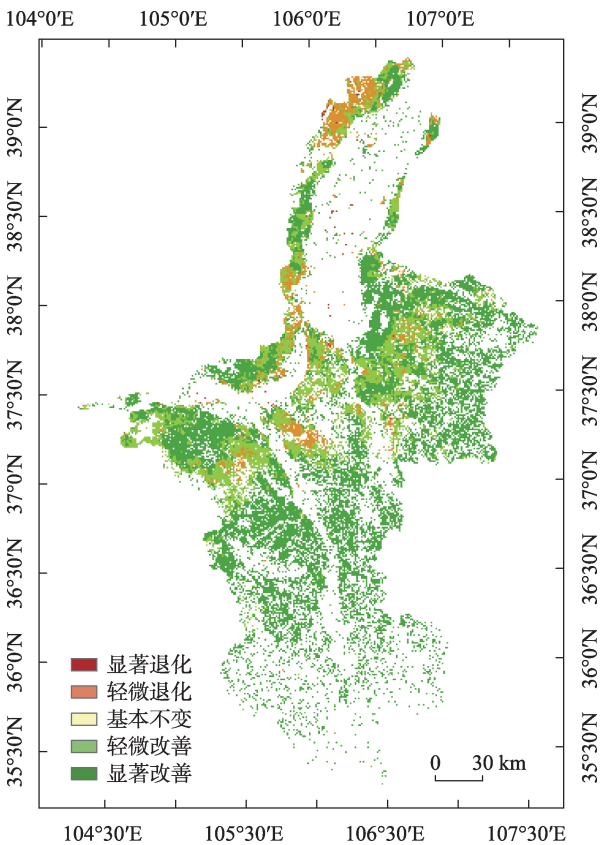 104°0′E 105°0′E 106°0′E 107°0′E
39°0′N 39°0′N
38°30′N 38°30′N
38°0′N 38°0′N
37°30′N 37°30′N
37°0′N 37°0′N
36°30′N 36°30′N
36°0′N 36°0′N
35°30′N 35°30′N
显著退化
轻微退化
基本不变
轻微改善
显著改善
0 30 km
104°30′E 105°30′E 106°30′E 107°30′E